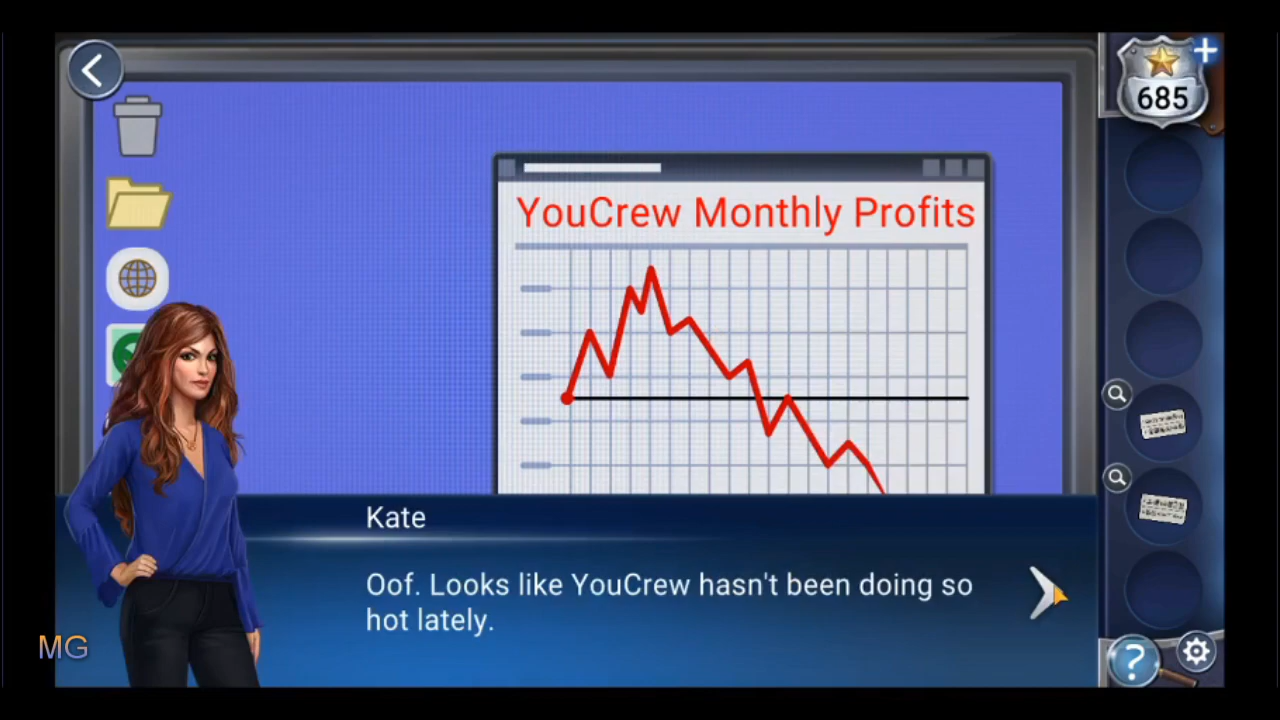 685
YouCrew Monthly Profits
Kate
Oof. Looks like YouCrew hasn't been doing so
hot lately.
MG
?